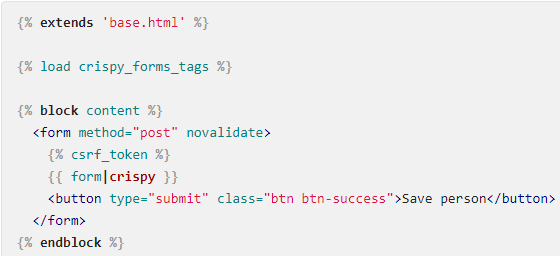 {% extends 'base.html' %}
{% load crispy_forms_tags %}
{% block content %}
<form method="post" novalidate>
{% csrf_token %}
{{ form|crispy }}
<button type="submit" class="btn btn-success">Save person</button>
</form>
{% endblock %}